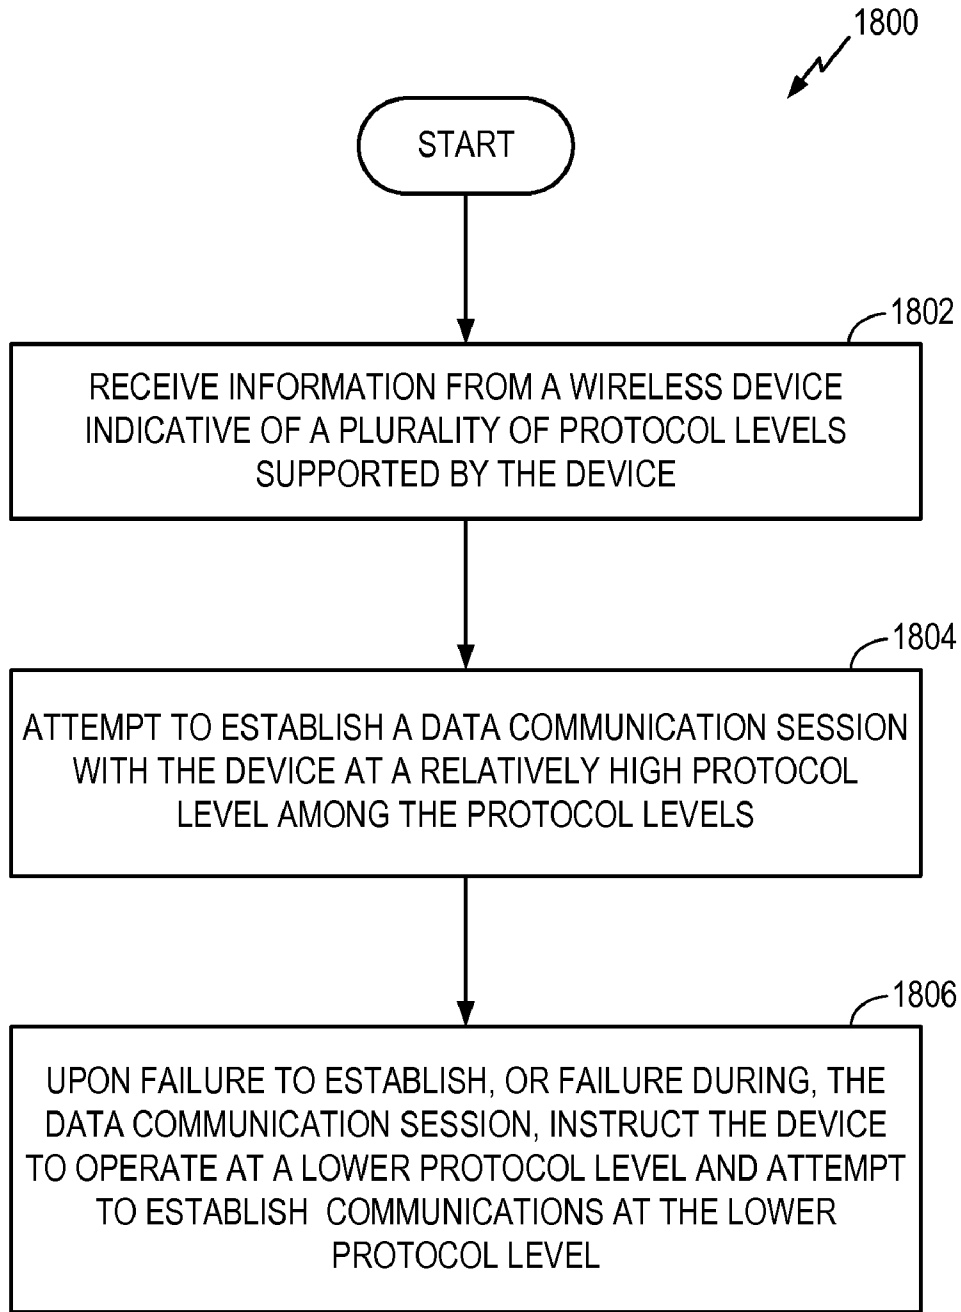 1800
START
1802
RECEIVE INFORMATION FROM A WIRELESS DEVICE
INDICATIVE OF A PLURALITY OF PROTOCOL LEVELS
SUPPORTED BY THE DEVICE
1804
ATTEMPT TO ESTABLISH A DATA COMMUNICATION SESSION
WITH THE DEVICE AT A RELATIVELY HIGH PROTOCOL
LEVEL AMONG THE PROTOCOL LEVELS
1806
UPON FAILURE TO ESTABLISH, OR FAILURE DURING, THE
DATA COMMUNICATION SESSION, INSTRUCT THE DEVICE
TO OPERATE AT A LOWER PROTOCOL LEVEL AND ATTEMPT
TO ESTABLISH COMMUNICATIONS AT THE LOWER
PROTOCOL LEVEL